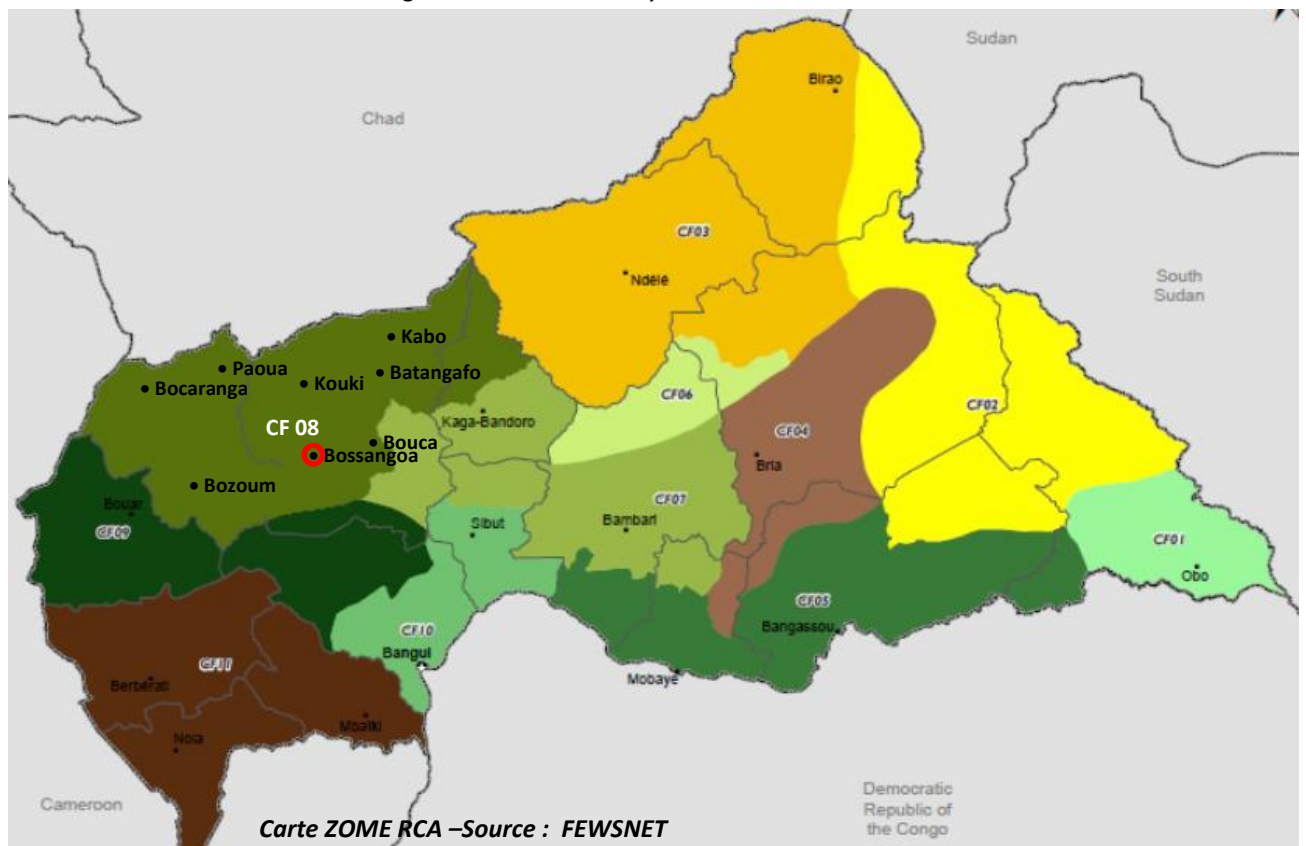 Sudan
Birao
Chad
CF03
Ndélé
South
Sudan
Kabo
Paoua
Batangafo
Bocaranga
Kouki
CF06
Kaga-Bandoro
CF02
CF 08
CF04
Bouca
Bossangoa
Bria
Bozoum
CF07
Bouar
Sibut
Bambari
CF09
CF01
Obo
CF05
CF10
Bangassou
Bangui
CF11
Mobaye
Berbérati
Mbaïki
Nola
Cameroon
Democratic
Republic of
the Congo
Carte ZOME RCA –Source : FEWSNET